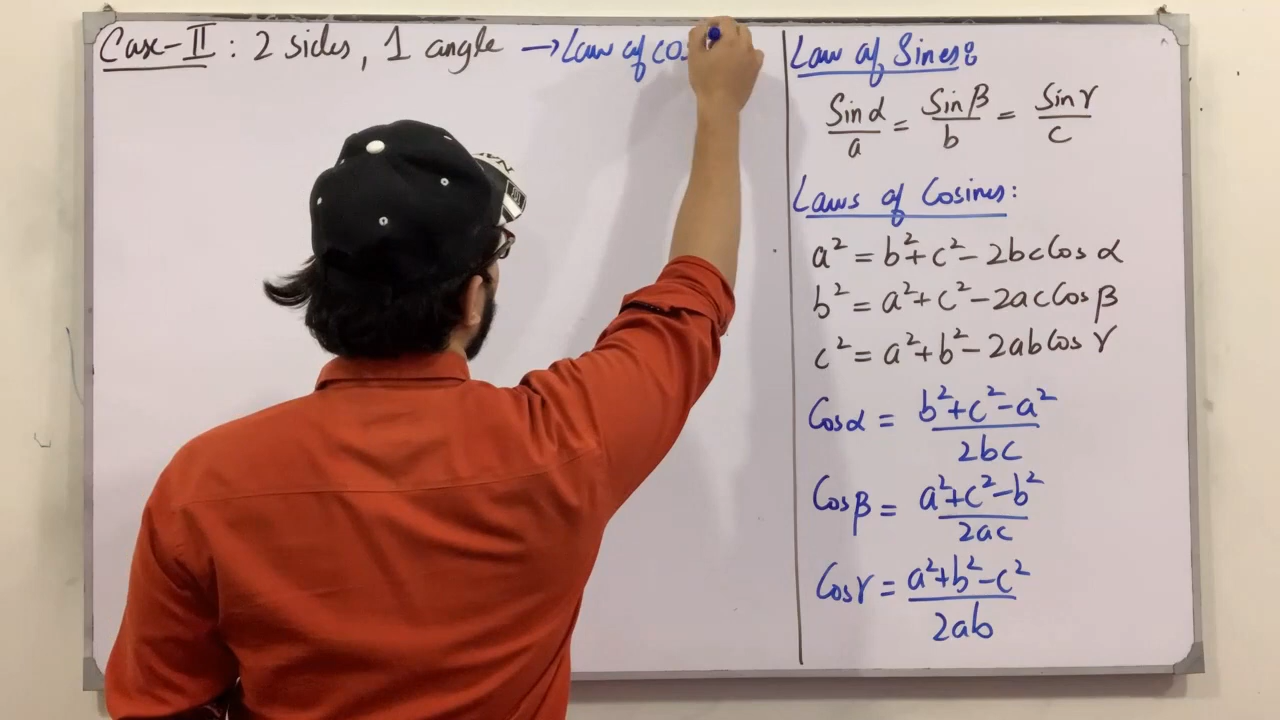 Case-II : 2 sides, 1 angle → Law of cos
Law of Sines:
Sin α / a = Sin β / b = Sin γ / c
Laws of Cosines:
a² = b² + c² - 2bc Cos α
b² = a² + c² - 2ac Cos β
c² = a² + b² - 2ab Cos γ
Cos α = b² + c² - a² / 2bc
Cos β = a² + c² - b² / 2ac
Cos γ = a² + b² - c² / 2ab